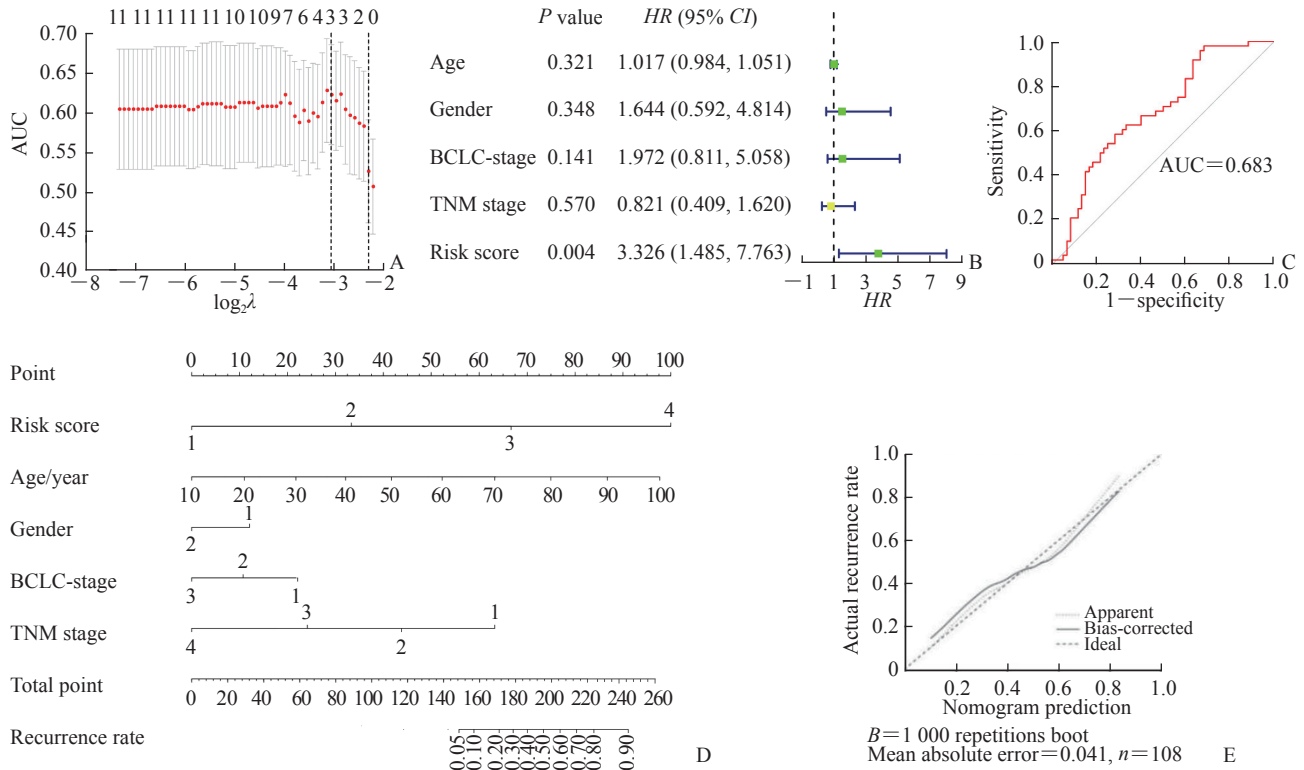 11 11 11 11 11 10 10 9 7 6 4 3 3 2 0
AUC
0.70
0.65
0.60
0.55
0.50
0.45
0.40
−8 −7 −6 −5 −4 −3 −2
log₂λ
A
P value HR (95% CI)
Age 0.321 1.017 (0.984, 1.051)
Gender 0.348 1.644 (0.592, 4.814)
BCLC-stage 0.141 1.972 (0.811, 5.058)
TNM stage 0.570 0.821 (0.409, 1.620)
Risk score 0.004 3.326 (1.485, 7.763)
−1 1 3 5 7 9
HR
B
Sensitivity
1.0
0.8
0.6
0.4
0.2
0
AUC=0.683
0.2 0.4 0.6 0.8 1.0
1−specificity
C
Point 0 10 20 30 40 50 60 70 80 90 100
Risk score 1 2 3 4
Age/year 10 20 30 40 50 60 70 80 90 100
Gender 2 1
BCLC-stage 3 2 1
TNM stage 4 3 2 1
Total point 0 20 40 60 80 100 120 140 160 180 200 220 240 260
Recurrence rate 0.05 0.10 0.20 0.30 0.40 0.50 0.60 0.70 0.80 0.90
D
Actual recurrence rate
1.0
0.8
0.6
0.4
0.2
0
Apparent
Bias-corrected
Ideal
0.2 0.4 0.6 0.8 1.0
Nomogram prediction
B=1 000 repetitions boot
Mean absolute error=0.041, n=108
E